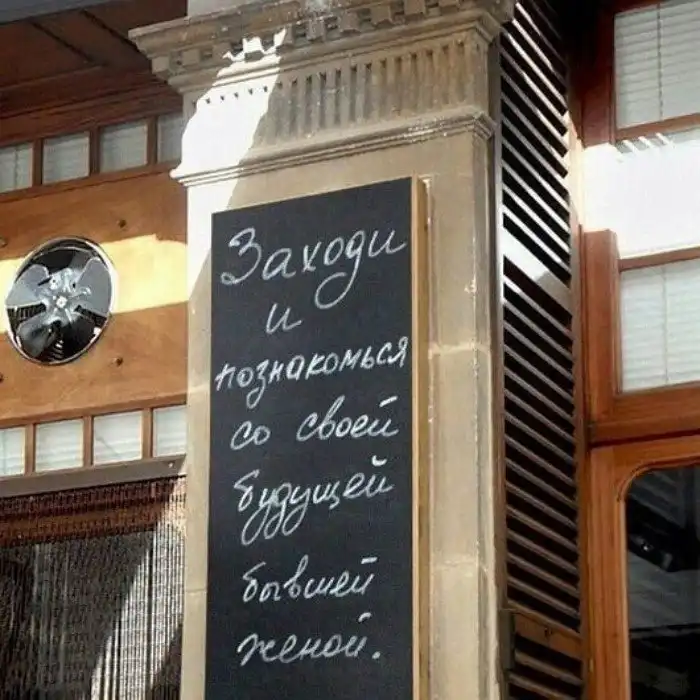 Заходи
и
познакомься
со своей
будущей
бывшей
женой.